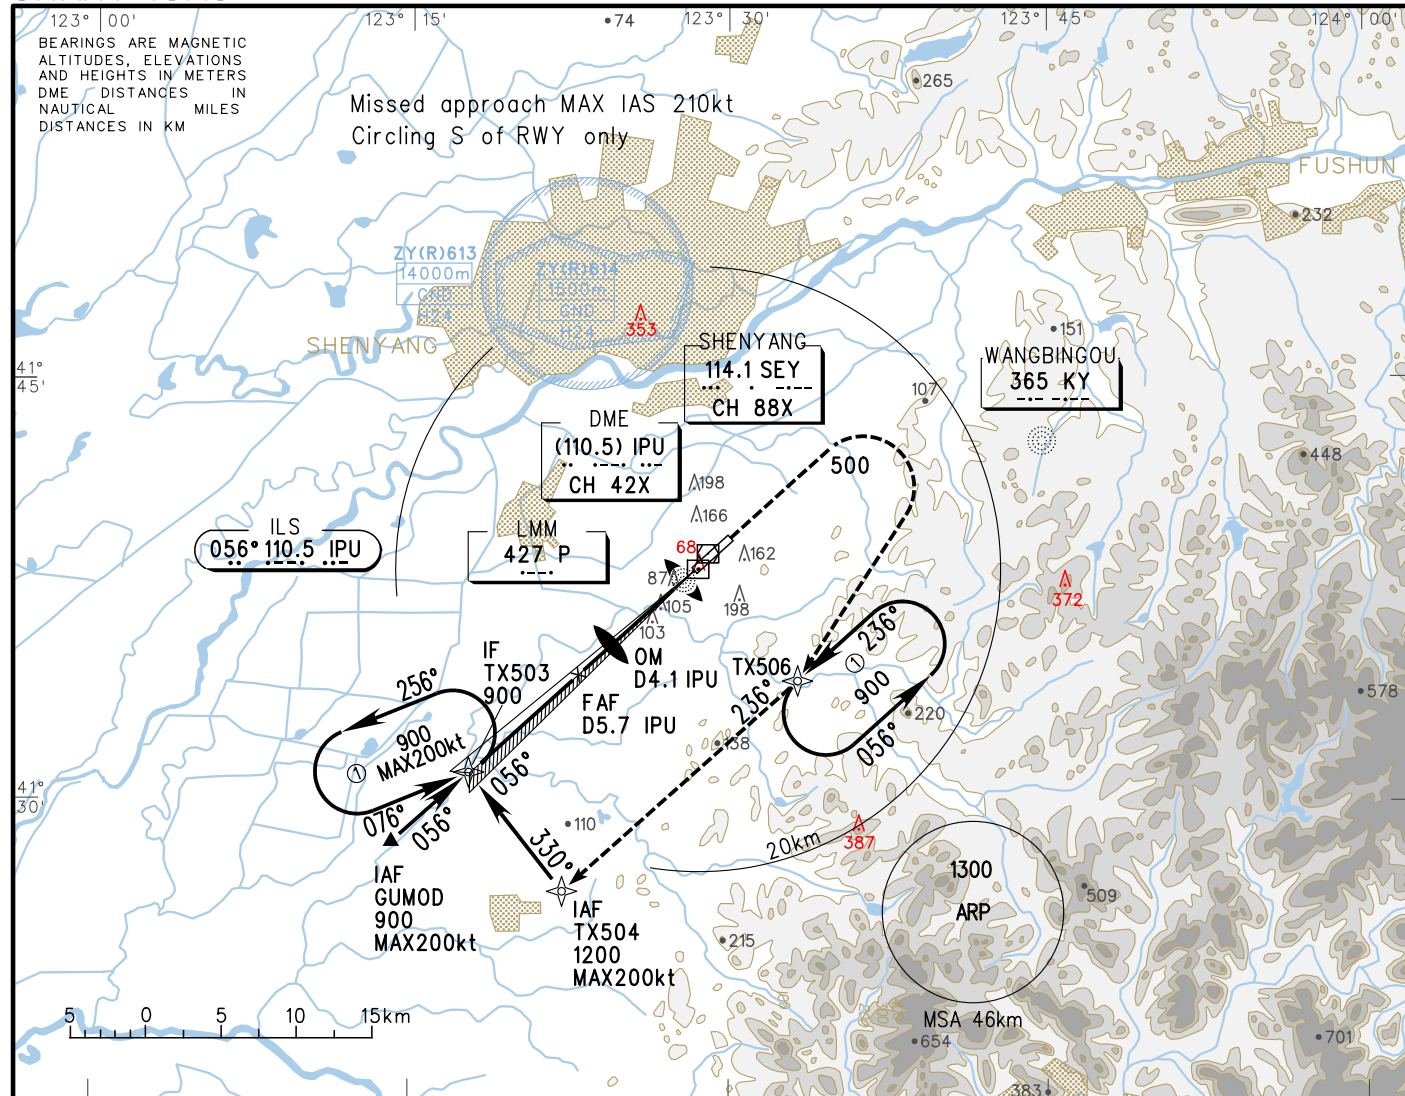 123° 00'
123° 15'
123° 30'
123° 45'
124° 00'
BEARINGS ARE MAGNETIC
ALTITUDES, ELEVATIONS
AND HEIGHTS IN METERS
DME DISTANCES IN
NAUTICAL MILES
DISTANCES IN KM
74
265
Missed approach MAX IAS 210kt
Circling S of RWY only
FUSHUN
232
ZY(R)613
14000m
GND
H24
ZY(R)614
1500m
GND
H24
353
SHENYANG
151
SHENYANG
114.1 SEY
CH 88X
WANGBINGOU
365 KY
41°
45'
107
DME
(110.5) IPU
CH 42X
500
448
198
166
ILS
056° 110.5 IPU
LMM
427 P
68
162
87
105
198
103
372
236°
1
900
056°
OM
D4.1 IPU
TX506
236°
IF
TX503
900
256°
578
220
FAF
D5.7 IPU
900
MAX200kt
1
138
056°
41°
30'
076°
056°
110
330°
387
20km
IAF
GUMOD
900
MAX200kt
1300
ARP
509
IAF
TX504
1200
MAX200kt
215
5 0 5 10 15km
MSA 46km
654
701
383